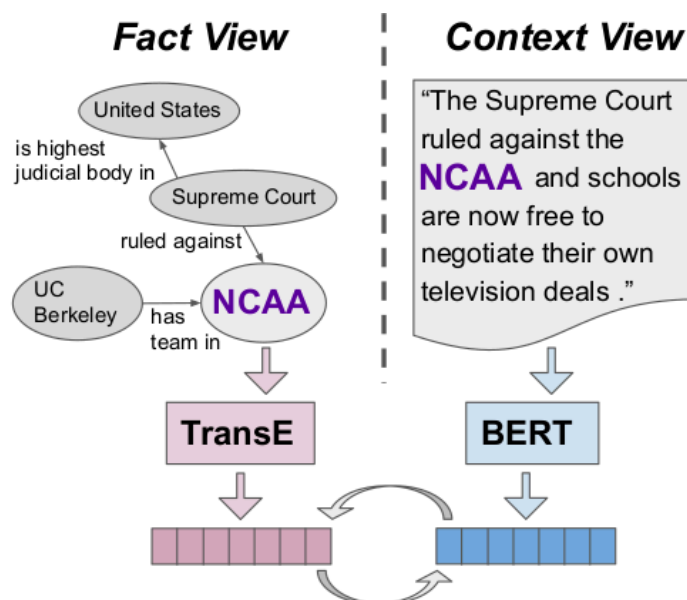 Fact View
United States
is highest
judicial body in
Supreme Court
ruled against
UC
Berkeley
has
team in
NCAA
TransE
Context View
“The Supreme Court
ruled against the
NCAA and schools
are now free to
negotiate their own
television deals .”
BERT